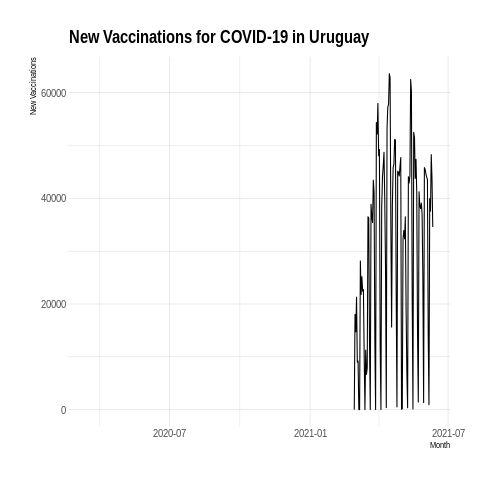 New Vaccinations for COVID-19 in Uruguay
New Vaccinations
60000
40000
20000
0
2020-07
2021-01
2021-07
Month